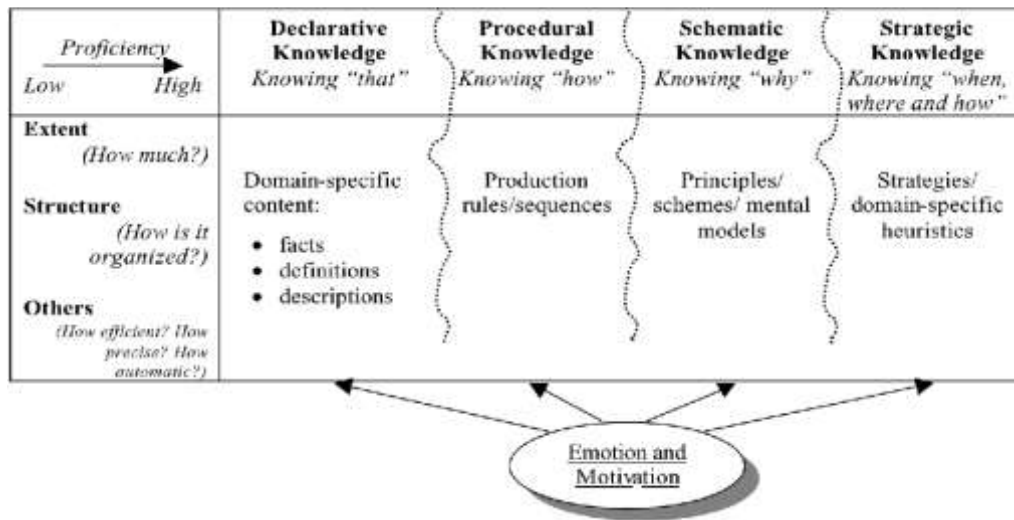 Proficiency
Low High
Declarative
Knowledge
Knowing “that”
Procedural
Knowledge
Knowing “how”
Schematic
Knowledge
Knowing “why”
Strategic
Knowledge
Knowing “when,
where and how”
Extent
(How much?)
Structure
(How is it
organized?)
Others
(How efficient? How
precise? How
automatic?)
Domain-specific
content:
• facts
• definitions
• descriptions
Production
rules/sequences
Principles/
schemes/ mental
models
Strategies/
domain-specific
heuristics
Emotion and
Motivation